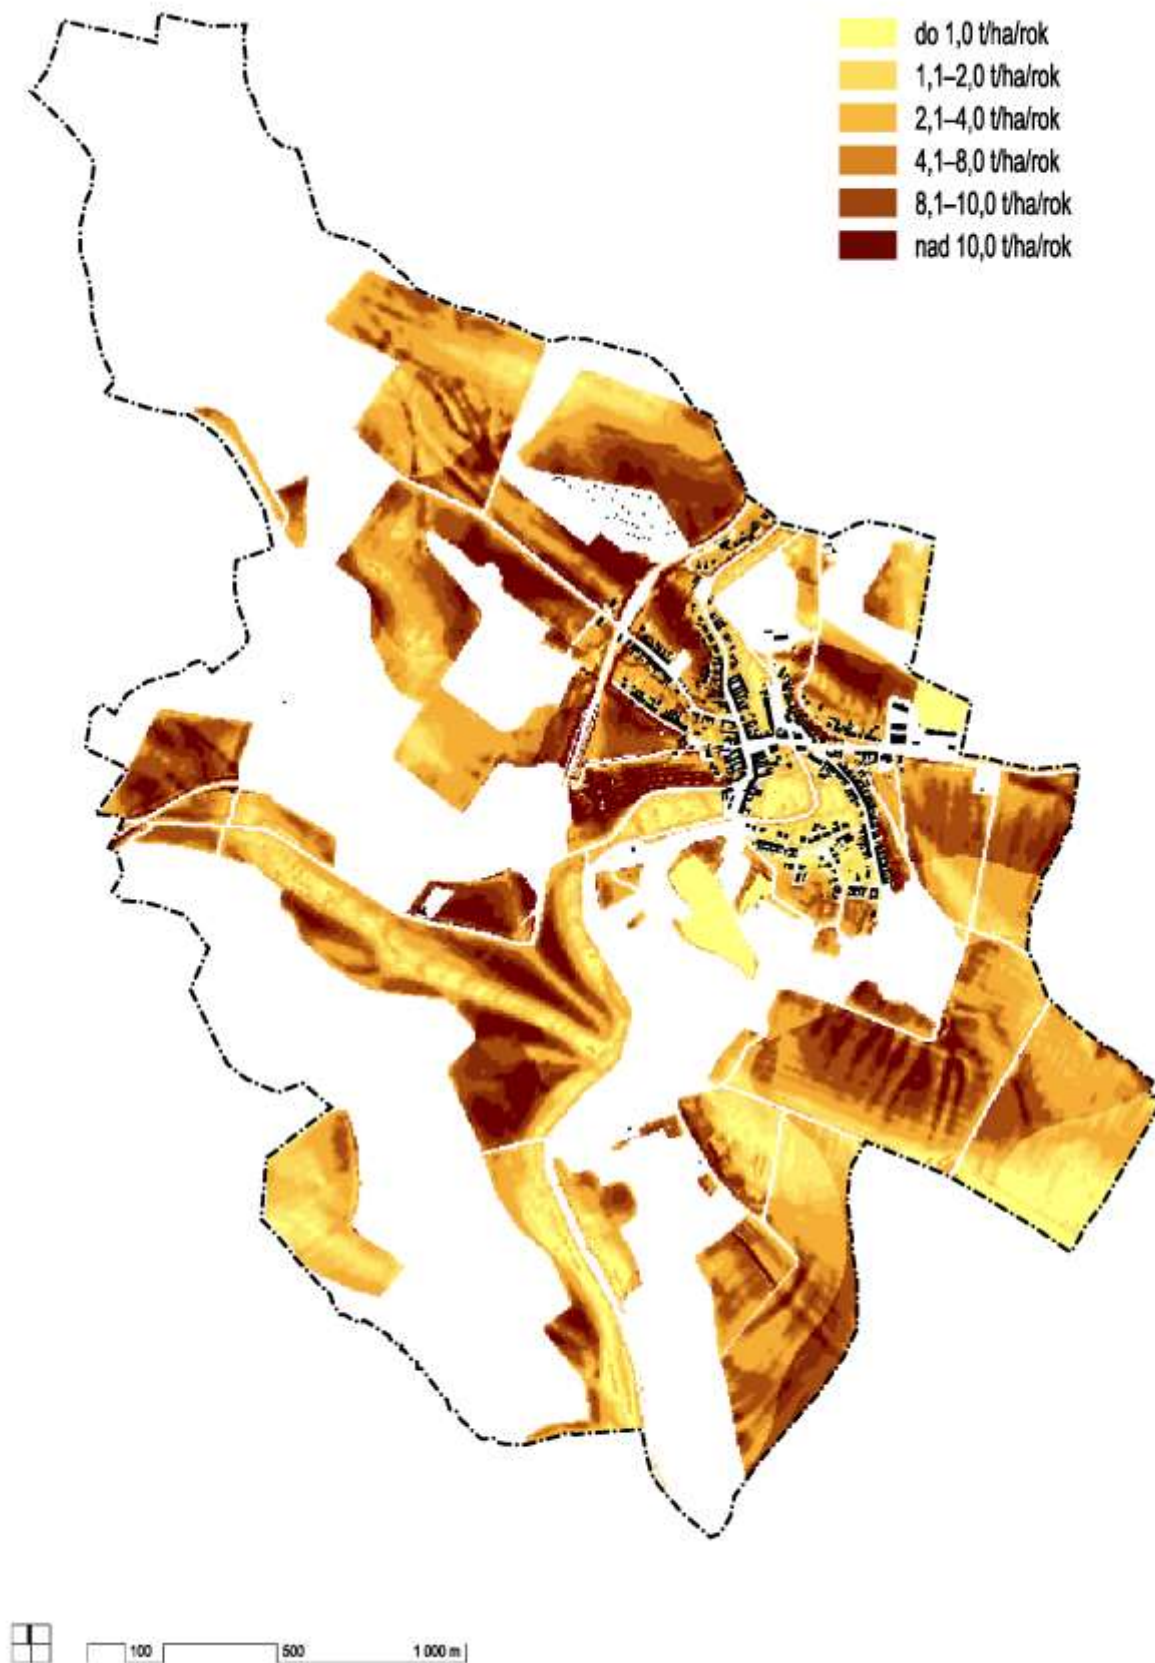 do 1,0 t/ha/rok
1,1–2,0 t/ha/rok
2,1–4,0 t/ha/rok
4,1–8,0 t/ha/rok
8,1–10,0 t/ha/rok
nad 10,0 t/ha/rok
100 500 1 000 m